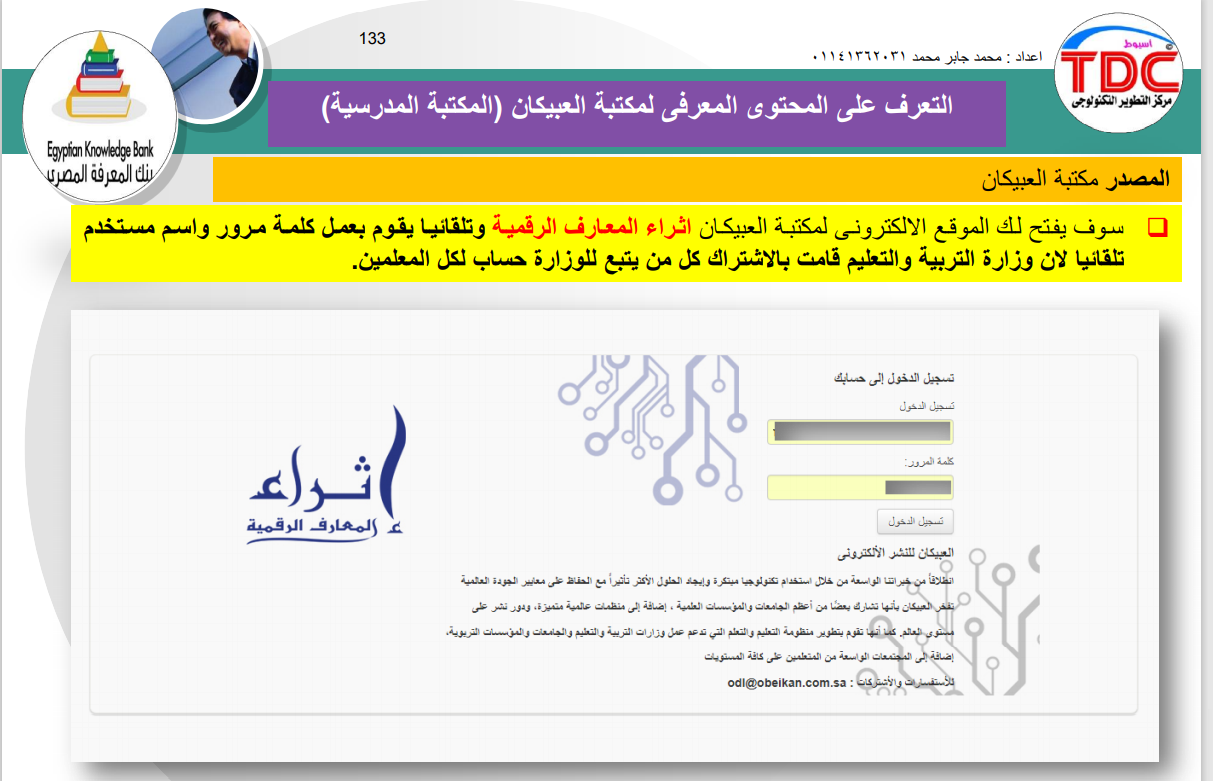 133
اعداد : محمد جابر محمد ٠١١٤١٣٦٢٠٣١
اسيوط
TDC
مركز التطوير التكنولوجى
Egyptian Knowledge Bank
بنك المعرفة المصرى
التعرف على المحتوى المعرفى لمكتبة العبيكان (المكتبة المدرسية)
المصدر مكتبة العبيكان
سوف يفتح لك الموقع الالكترونى لمكتبة العبيكان اثراء المعارف الرقمية وتلقائيا يقوم بعمل كلمة مرور واسم مستخدم
تلقائيا لان وزارة التربية والتعليم قامت بالاشتراك كل من يتبع للوزارة حساب لكل المعلمين.
تسجيل الدخول إلى حسابك
تسجيل الدخول
كلمة المرور:
تسجيل الدخول
إثراء
المعارف الرقمية
العبيكان للنشر الألكترونى
انطلاقاً من خبراتنا الواسعة من خلال استخدام تكنولوجيا مبتكرة وإيجاد الحلول الأكثر تأثيراً مع الحفاظ على معايير الجودة العالمية
تفخر العبيكان بأنها تشارك بعضًا من أعظم الجامعات والمؤسسات العلمية ، إضافة إلى منظمات عالمية متميزة، ودور نشر على
مستوى العالم. كما أنها تقوم بتطوير منظومة التعليم والتعلم التي تدعم عمل وزارات التربية والتعليم والجامعات والمؤسسات التربوية،
إضافة إلى المجتمعات الواسعة من المتعلمين على كافة المستويات
للأستفسارات والأشتركات : odl@obeikan.com.sa